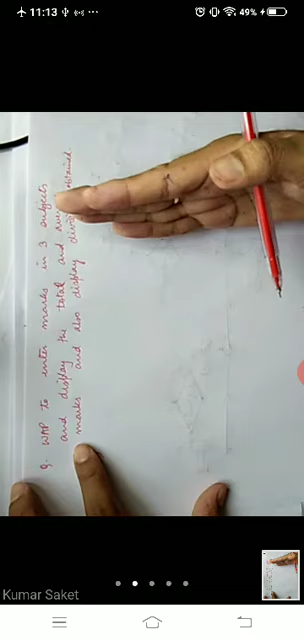 11:13
49%
Q. WAP to enter marks in 3 subjects
and display the total and
marks and also display obtained.
Kumar Saket